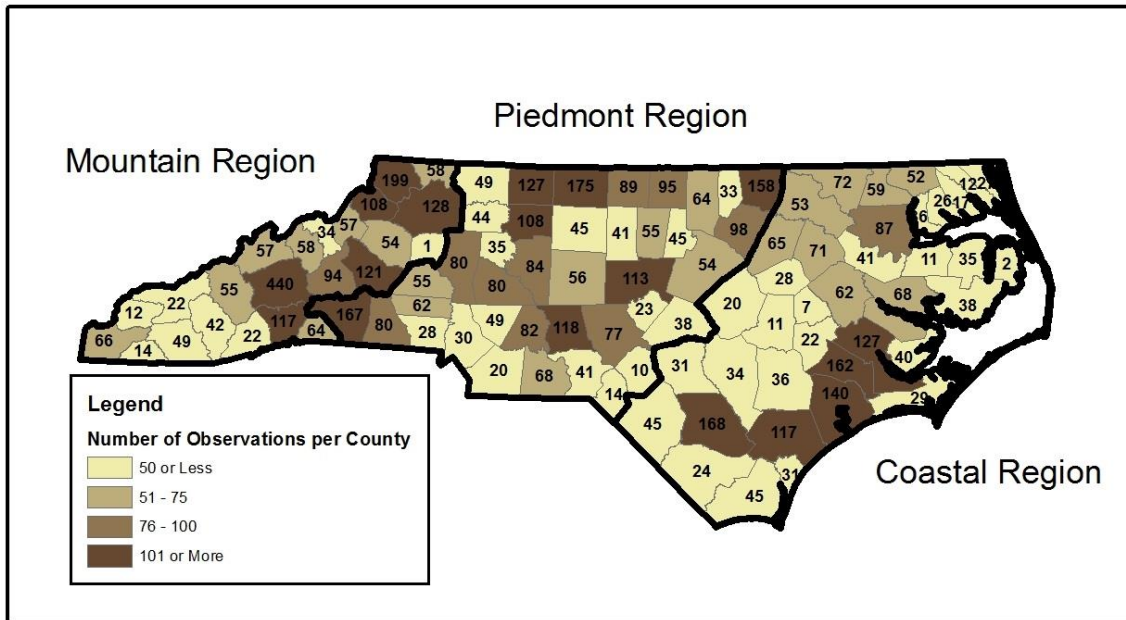 Piedmont Region
Mountain Region
Coastal Region
199 58 49 127 175 89 95 64 33 158 72 59 52 122
108 128 44 108 45 41 55 45 98 53 87 6 26 17
34 57 54 1 35 65 71 41 11 35 2
57 58 80 80 84 56 113 54 28 62 68 38
440 94 121 55 62 20 11 7 22 127 40
12 22 55 42 117 64 167 80 28 49 82 118 77 23 38 162
66 14 49 22 30 20 68 41 14 10 31 34 36 140 29
45 168 117
24 45 31
Legend
Number of Observations per County
50 or Less
51 - 75
76 - 100
101 or More